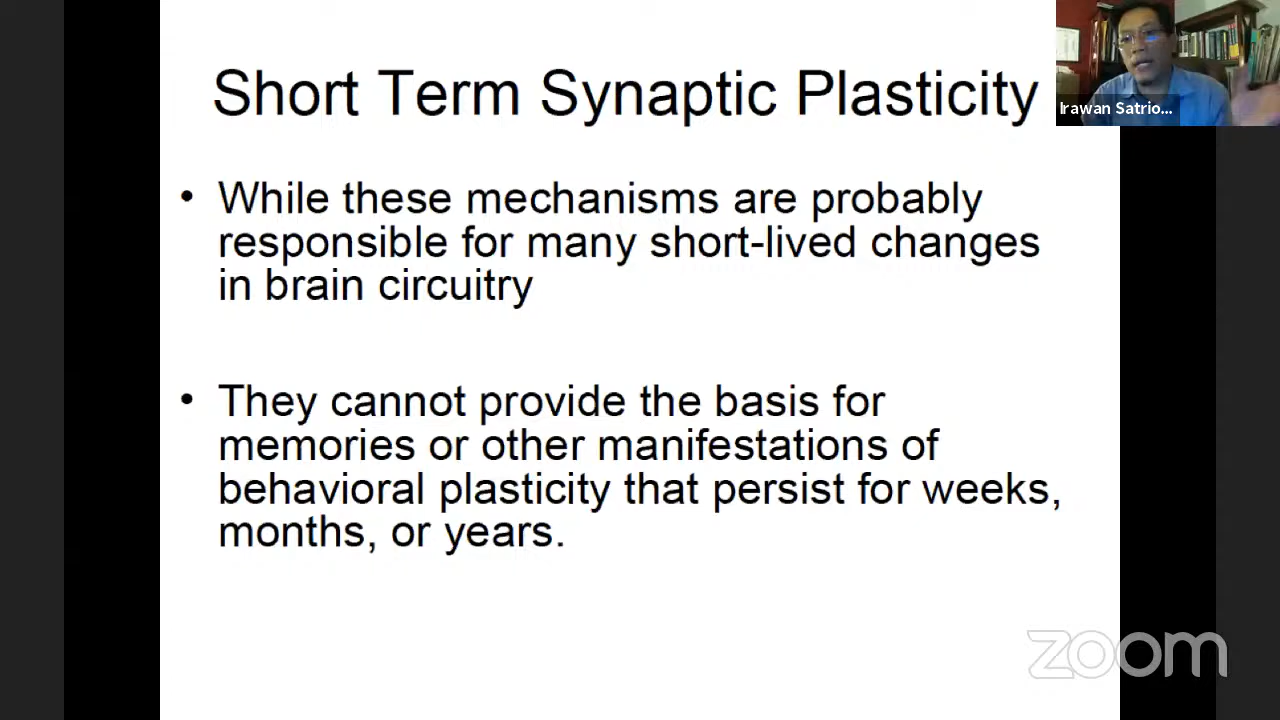 Short Term Synaptic Plasticity
Irawan Satrio...
• While these mechanisms are probably
responsible for many short-lived changes
in brain circuitry
• They cannot provide the basis for
memories or other manifestations of
behavioral plasticity that persist for weeks,
months, or years.
zoom